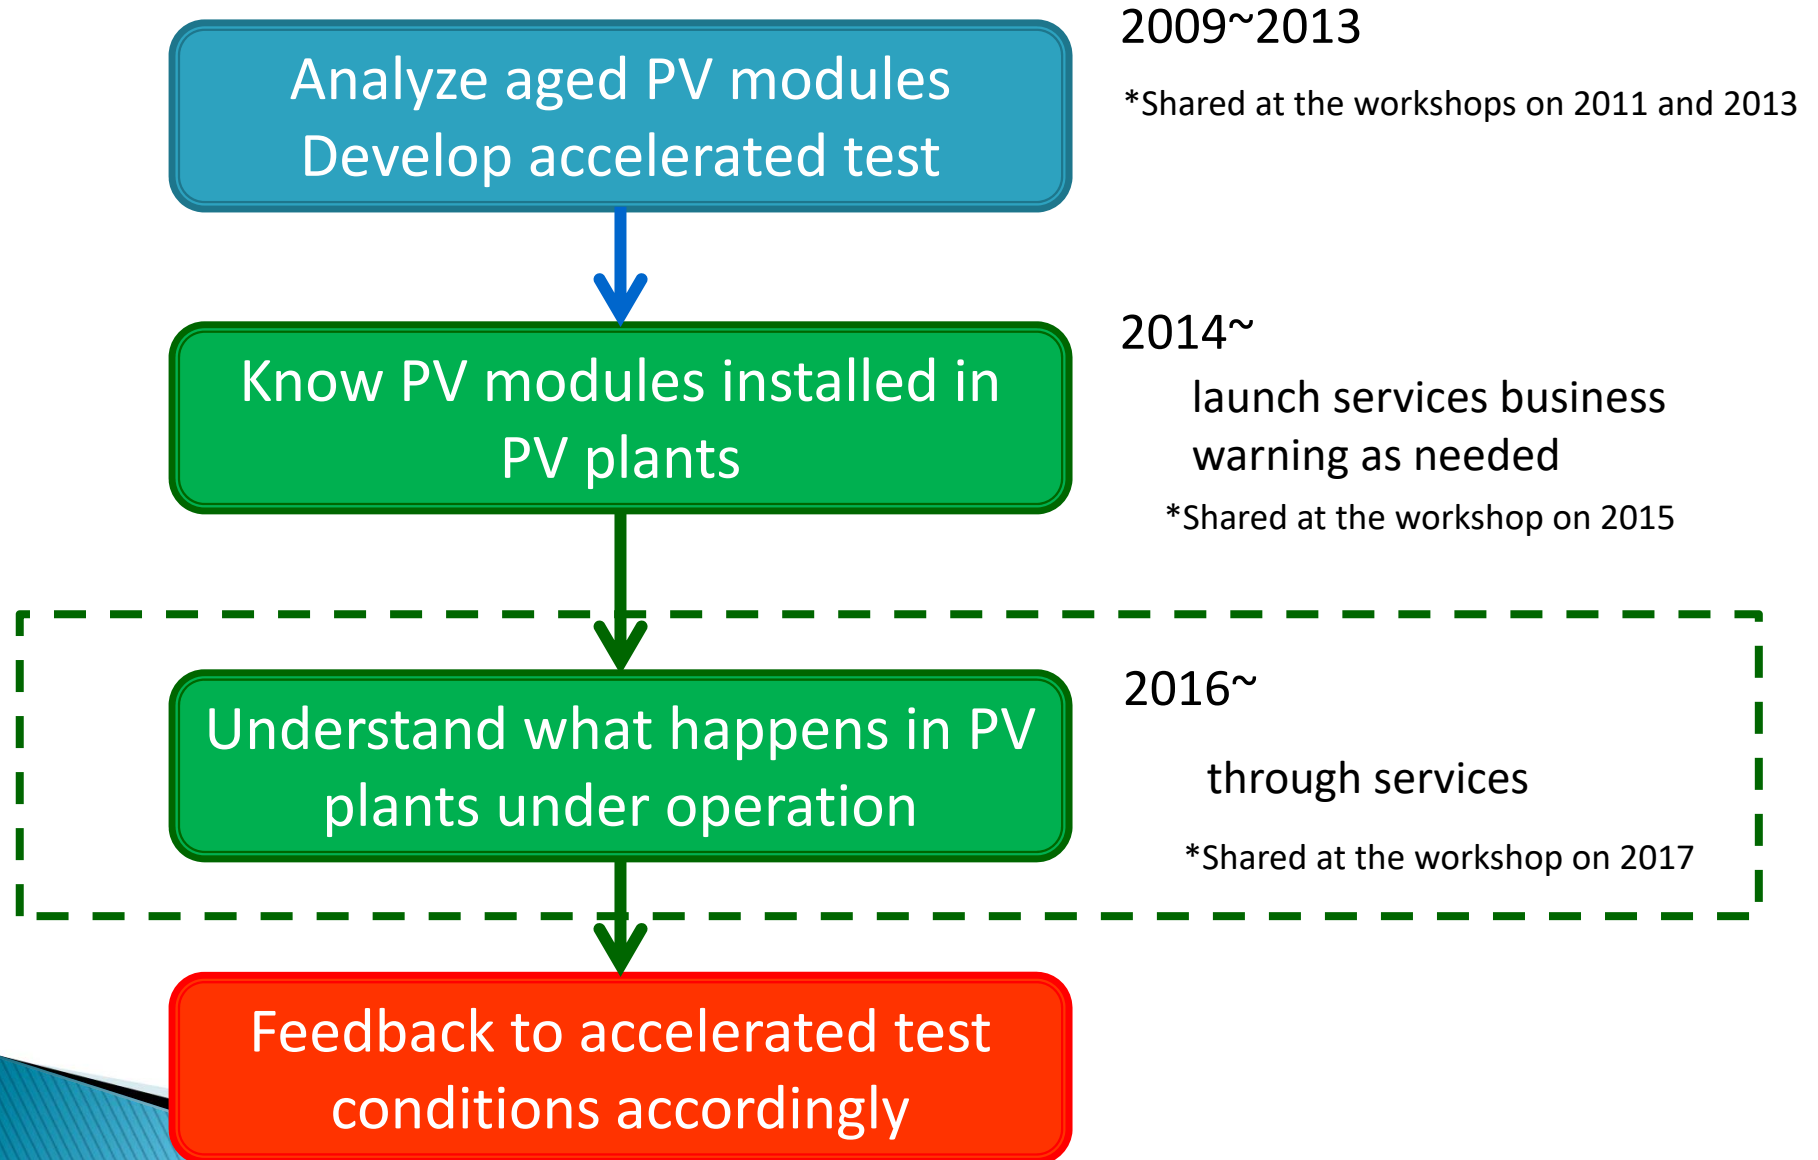 2009~2013
Analyze aged PV modules
Develop accelerated test
*Shared at the workshops on 2011 and 2013
2014~
Know PV modules installed in
PV plants
launch services business
warning as needed
*Shared at the workshop on 2015
2016~
Understand what happens in PV
plants under operation
through services
*Shared at the workshop on 2017
Feedback to accelerated test
conditions accordingly